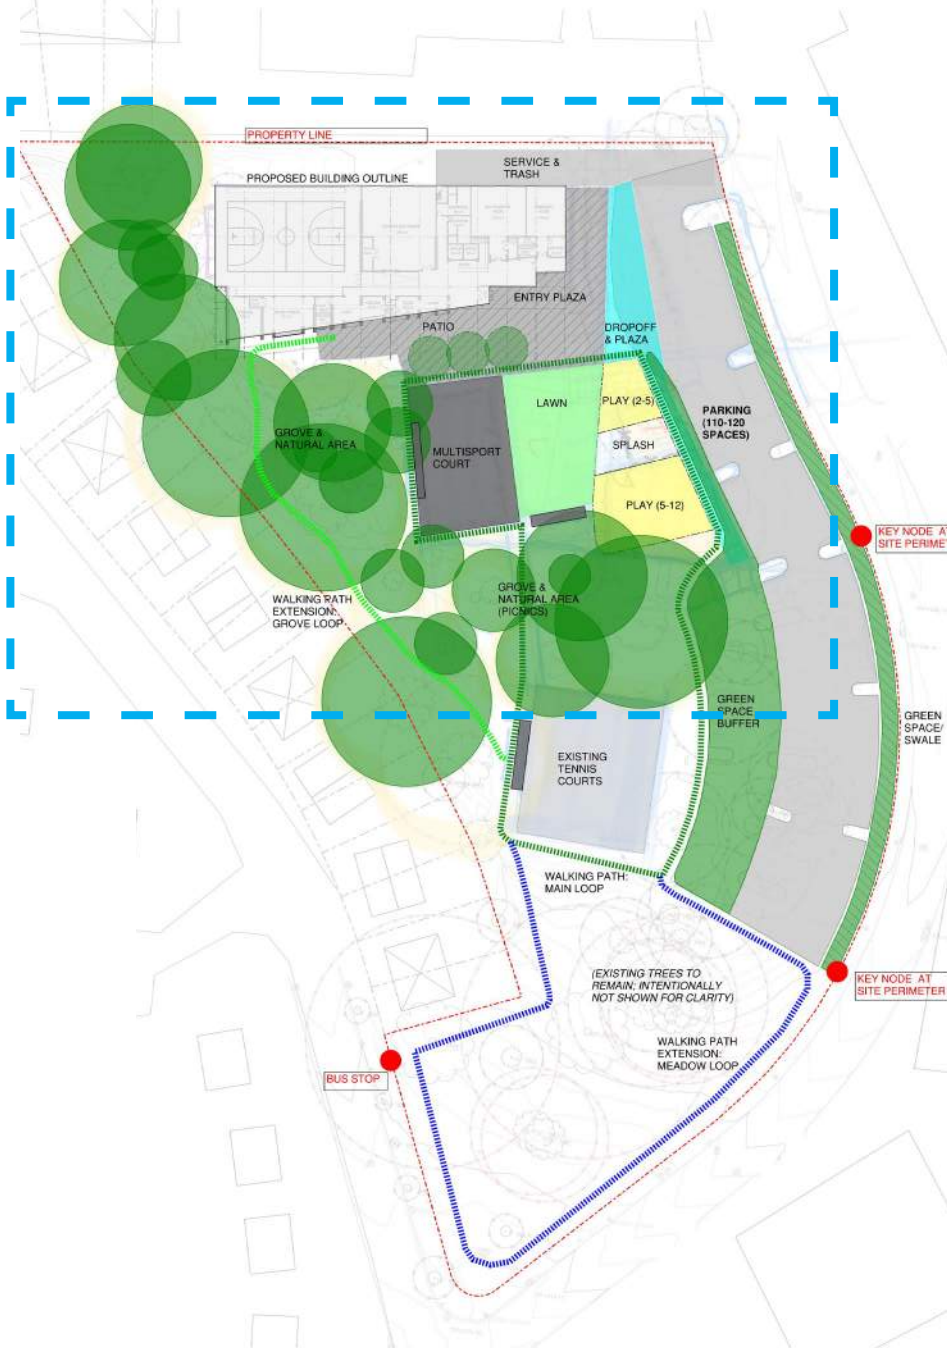 PROPERTY LINE
SERVICE &
TRASH
PROPOSED BUILDING OUTLINE
ENTRY PLAZA
PATIO
DROPOFF
& PLAZA
LAWN
PLAY (2-5)
PARKING
(110-120
SPACES)
GROVE &
NATURAL AREA
MULTISPORT
COURT
SPLASH
PLAY (5-12)
KEY NODE AT
SITE PERIMET
WALKING PATH
EXTENSION:
GROVE LOOP
GROVE &
NATURAL AREA
(PICNICS)
GREEN
SPACE
BUFFER
GREEN
SPACE/
SWALE
EXISTING
TENNIS
COURTS
WALKING PATH:
MAIN LOOP
(EXISTING TREES TO
REMAIN; INTENTIONALLY
NOT SHOWN FOR CLARITY)
KEY NODE AT
SITE PERIMETER
WALKING PATH
EXTENSION:
MEADOW LOOP
BUS STOP